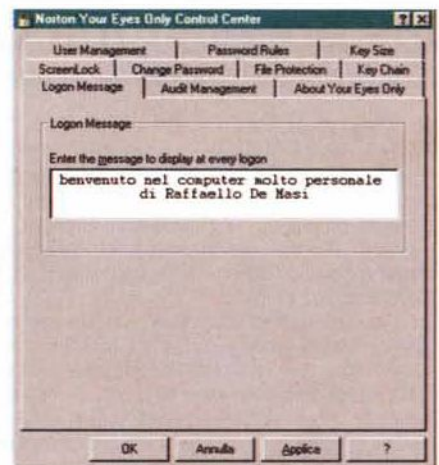 Norton Your Eyes Only Control Center
User Management Password Rules Key Size
ScreenLock Change Password File Protection Key Chain
Logon Message Audit Management About Your Eyes Only
Logon Message
Enter the message to display at every logon
benvenuto nel computer molto personale
di Raffaello De Masi
OK Annulla Applica ?